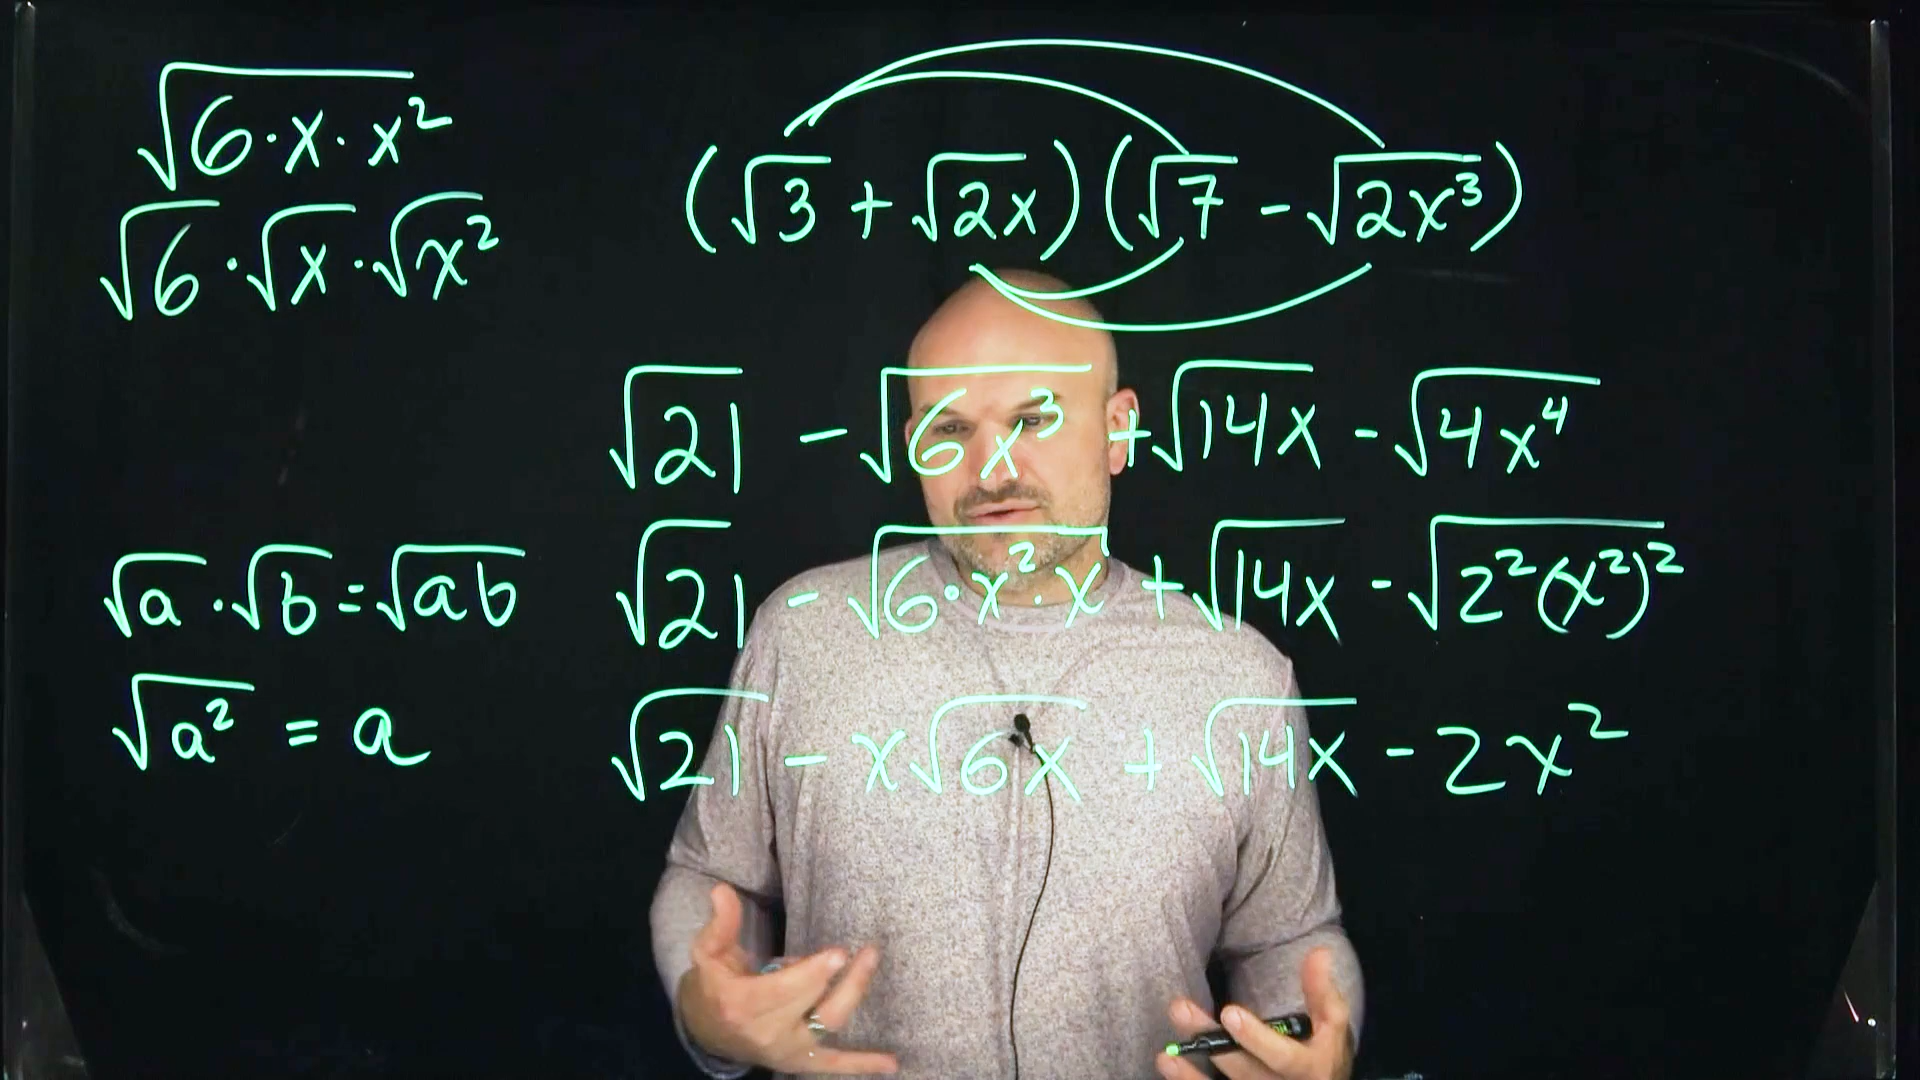 √6·x·x²
√6·√x·√x²
(√3 + √2x)(√7 - √2x³)
√21 - √6x³ + √14x - √4x⁴
√a·√b = √ab
√21 - √6·x²·x + √14x - √2²(x²)²
√a² = a
√21 - x√6x + √14x - 2x²